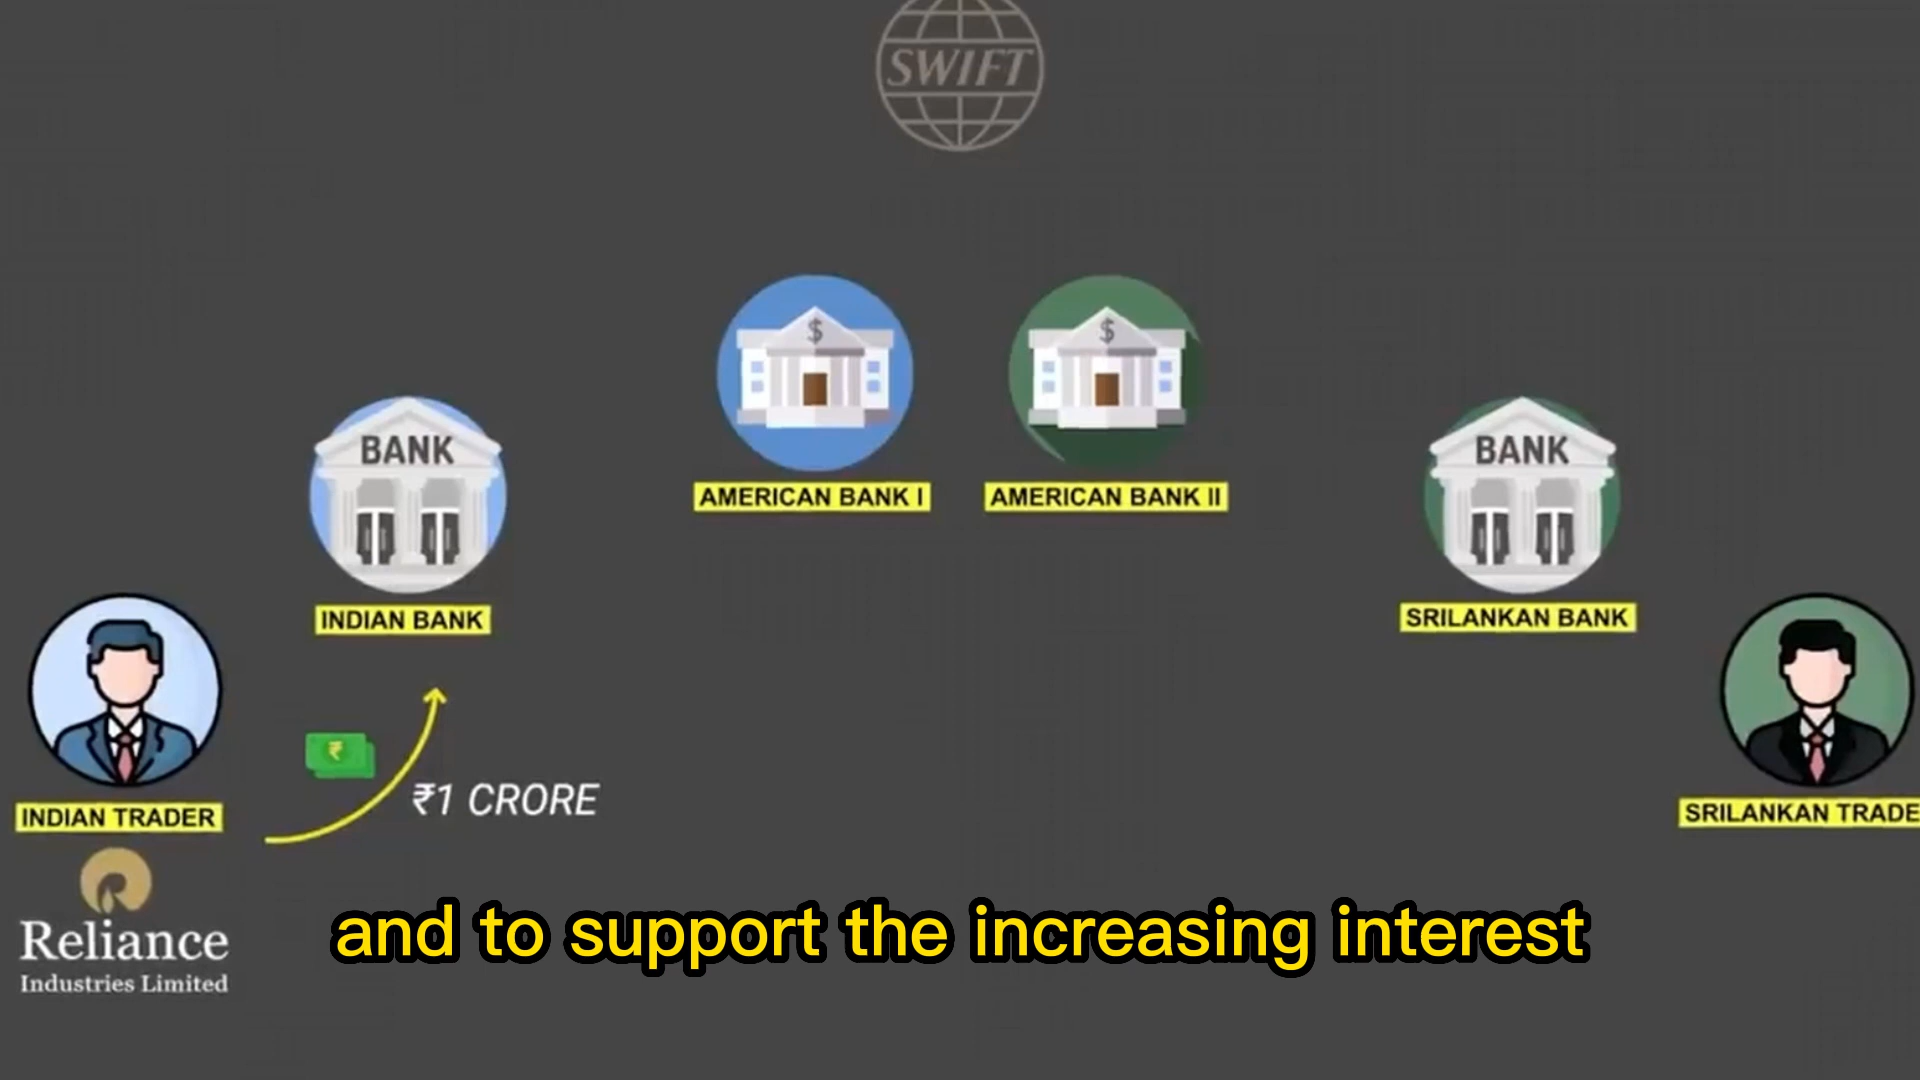 SWIFT
$
$
BANK
BANK
AMERICAN BANK I
AMERICAN BANK II
INDIAN BANK
SRILANKAN BANK
₹
₹1 CRORE
INDIAN TRADER
SRILANKAN TRADE
Reliance
Industries Limited
and to support the increasing interest